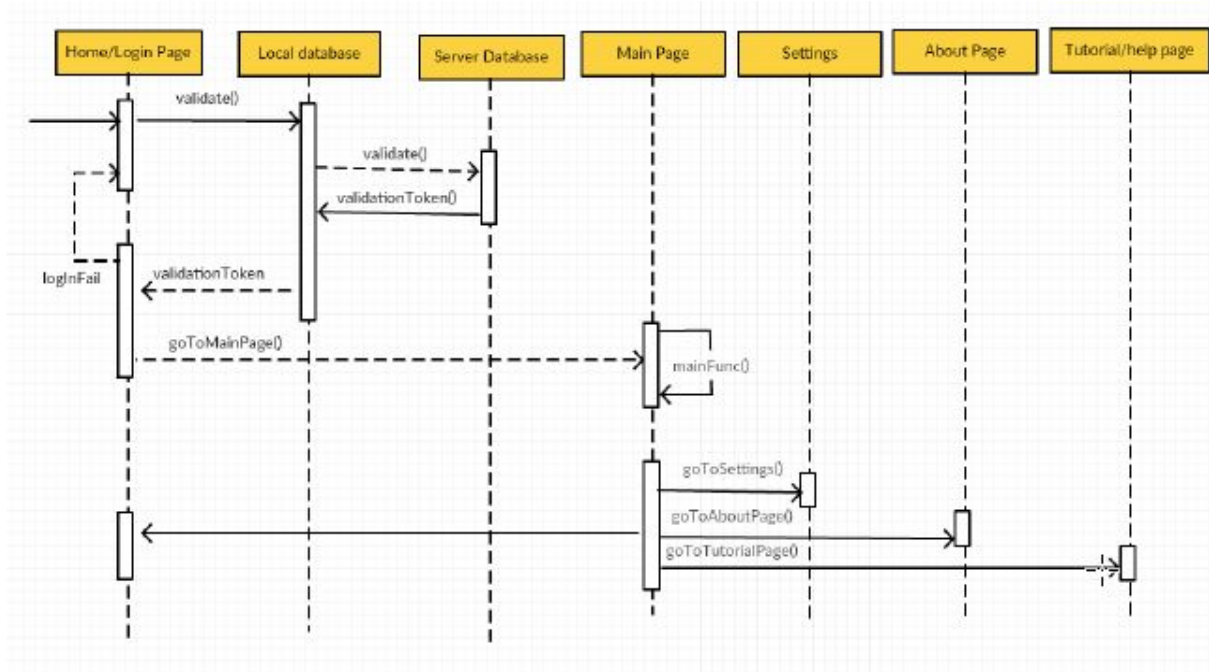 Home/Login Page
Local database
Server Database
Main Page
Settings
About Page
Tutorial/help page
validate()
validate()
validationToken()
logInFail
validationToken
goToMainPage()
mainFunc()
goToSettings()
goToAboutPage()
goToTutorialPage()